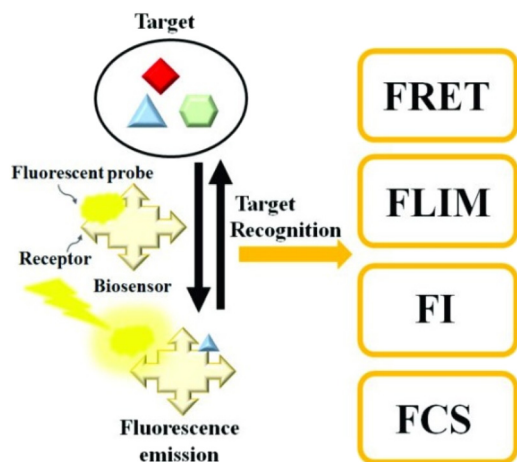 Target
Fluorescent probe
Receptor
Biosensor
Target
Recognition
Fluorescence
emission
FRET
FLIM
FI
FCS